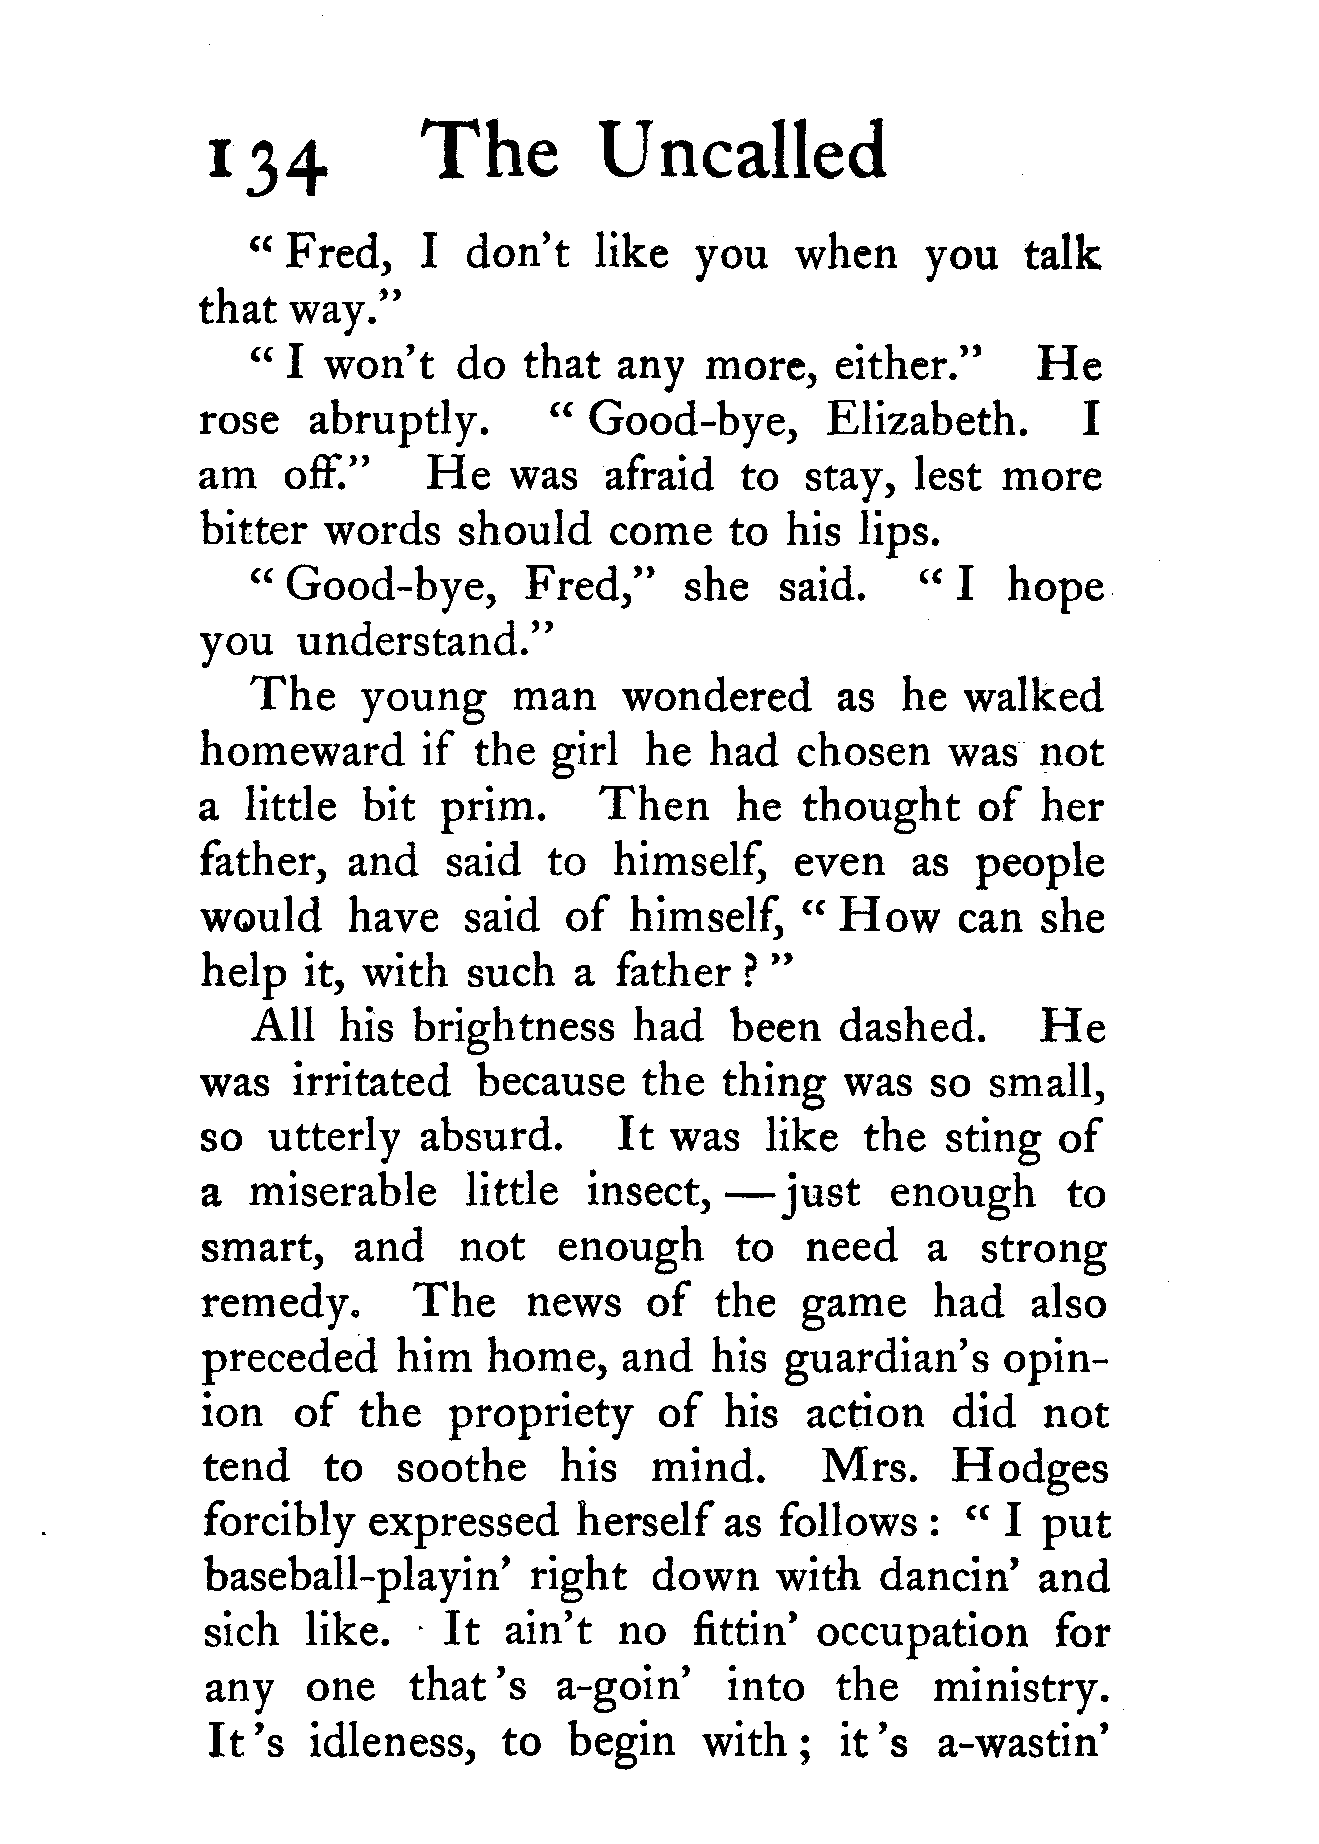 134 The Uncalled
“ Fred, I don’t like you when you talk
that way.”
“ I won’t do that any more, either.” He
rose abruptly. “ Good-bye, Elizabeth. I
am off.” He was afraid to stay, lest more
bitter words should come to his lips.
“ Good-bye, Fred,” she said. “ I hope
you understand.”
The young man wondered as he walked
homeward if the girl he had chosen was not
a little bit prim. Then he thought of her
father, and said to himself, even as people
would have said of himself, “ How can she
help it, with such a father ? ”
All his brightness had been dashed. He
was irritated because the thing was so small,
so utterly absurd. It was like the sting of
a miserable little insect, — just enough to
smart, and not enough to need a strong
remedy. The news of the game had also
preceded him home, and his guardian’s opin-
ion of the propriety of his action did not
tend to soothe his mind. Mrs. Hodges
forcibly expressed herself as follows : “ I put
baseball-playin’ right down with dancin’ and
sich like. It ain’t no fittin’ occupation for
any one that ’s a-goin’ into the ministry.
It ’s idleness, to begin with ; it ’s a-wastin’